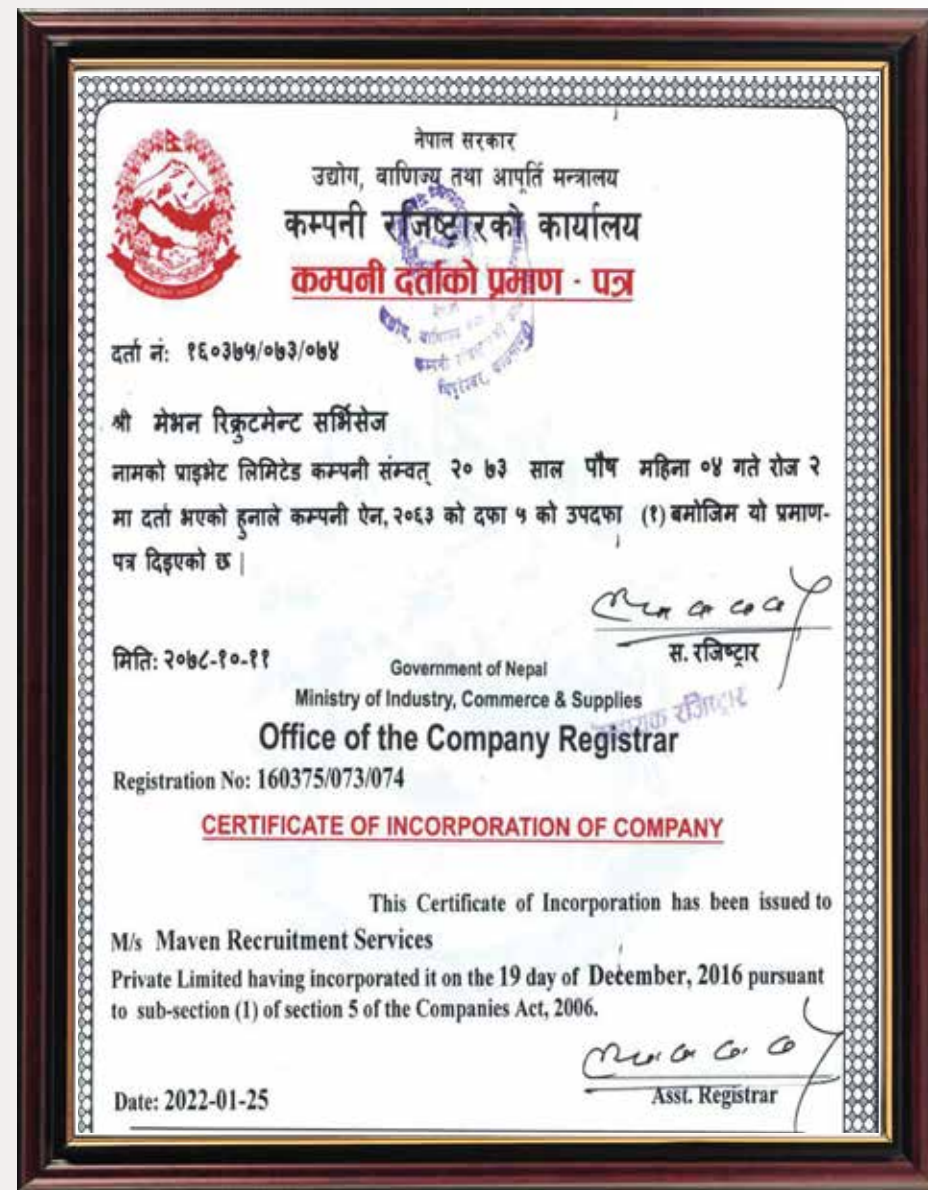 नेपाल सरकार
उद्योग, वाणिज्य तथा आपूर्ति मन्त्रालय
कम्पनी रजिष्ट्रारको कार्यालय
कम्पनी दर्ताको प्रमाण - पत्र
दर्ता नं: १६०३७५/०७३/०७४
श्री मेभन रिक्रुटमेन्ट सर्भिसेज
नामको प्राइभेट लिमिटेड कम्पनी संम्वत् २० ७३ साल पौष महिना ०४ गते रोज २
मा दर्ता भएको हुनाले कम्पनी ऐन, २०६३ को दफा ५ को उपदफा (१) बमोजिम यो प्रमाण-
पत्र दिइएको छ |
स. रजिष्ट्रार
मिति: २०७८-१०-११
Government of Nepal
Ministry of Industry, Commerce & Supplies
रजिष्ट्रार
Office of the Company Registrar
Registration No: 160375/073/074
CERTIFICATE OF INCORPORATION OF COMPANY
This Certificate of Incorporation has been issued to
M/s Maven Recruitment Services
Private Limited having incorporated it on the 19 day of December, 2016 pursuant
to sub-section (1) of section 5 of the Companies Act, 2006.
Asst. Registrar
Date: 2022-01-25